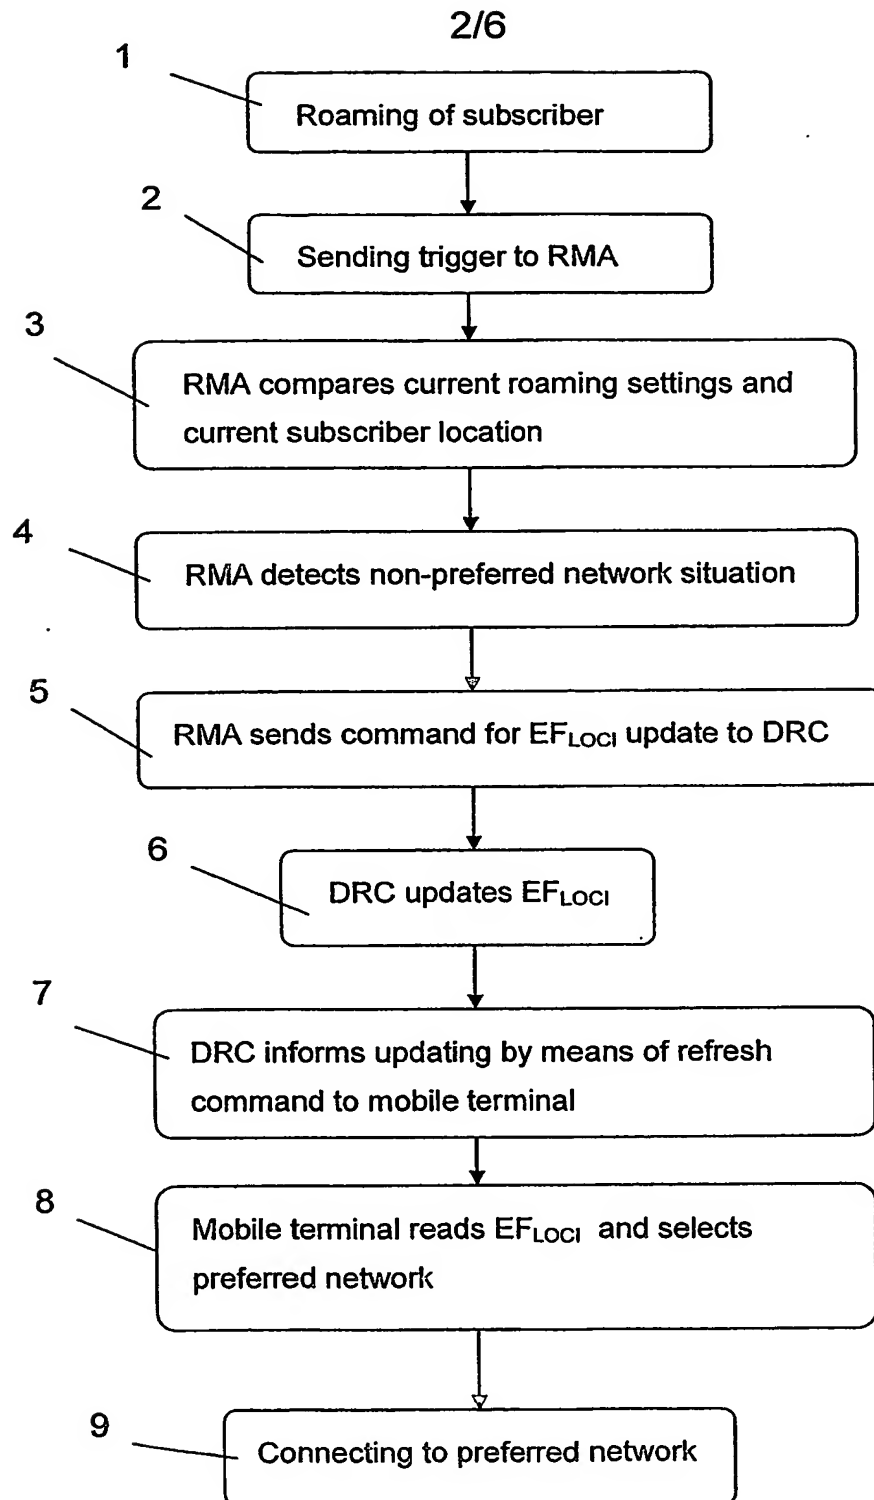 2/6
1
Roaming of subscriber
2
Sending trigger to RMA
3
RMA compares current roaming settings and
current subscriber location
4
RMA detects non-preferred network situation
5
RMA sends command for EFLOCI update to DRC
6
DRC updates EFLOCI
7
DRC informs updating by means of refresh
command to mobile terminal
8
Mobile terminal reads EFLOCI and selects
preferred network
9
Connecting to preferred network